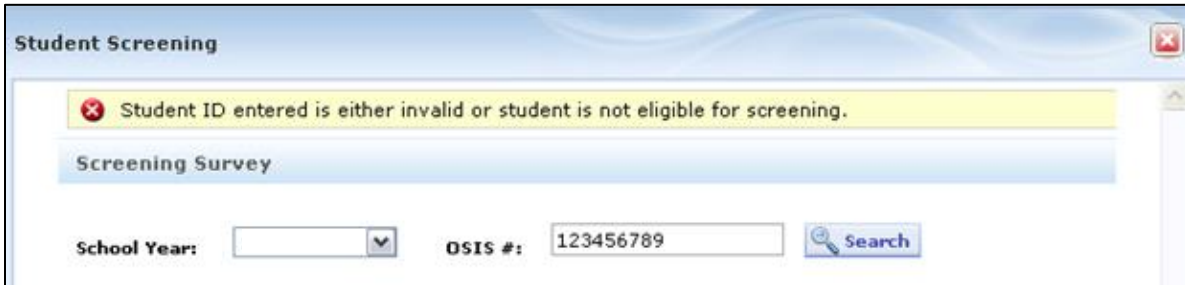 Student Screening
Student ID entered is either invalid or student is not eligible for screening.
Screening Survey
School Year: OSIS #: 123456789 Search